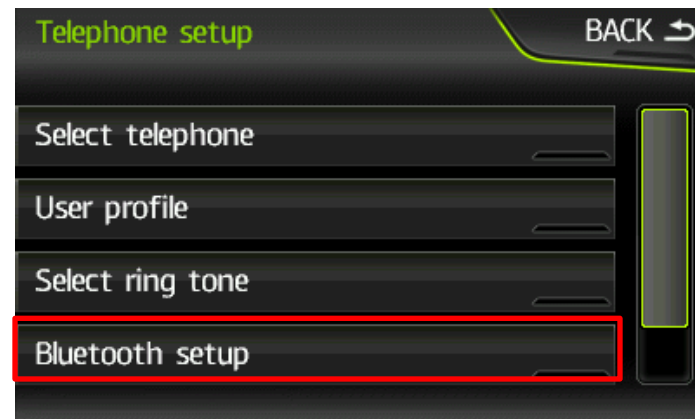 Telephone setup
BACK
Select telephone
User profile
Select ring tone
Bluetooth setup